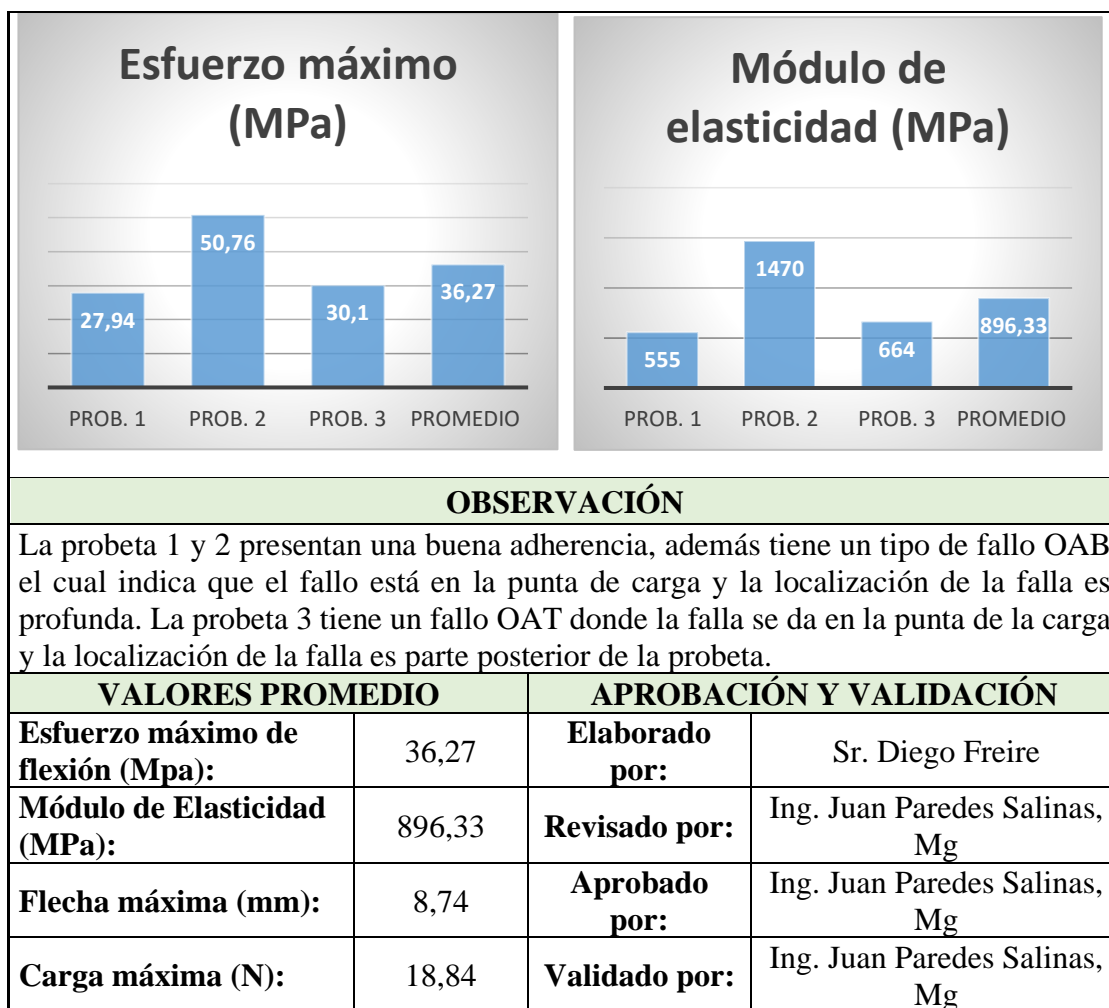 Esfuerzo máximo
(MPa)
50,76
27,94
30,1
36,27
PROB. 1 PROB. 2 PROB. 3 PROMEDIO
Módulo de
elasticidad (MPa)
1470
555
664
896,33
PROB. 1 PROB. 2 PROB. 3 PROMEDIO
OBSERVACIÓN
La probeta 1 y 2 presentan una buena adherencia, además tiene un tipo de fallo OAB
el cual indica que el fallo está en la punta de carga y la localización de la falla es
profunda. La probeta 3 tiene un fallo OAT donde la falla se da en la punta de la carga
y la localización de la falla es parte posterior de la probeta.
VALORES PROMEDIO APROBACIÓN Y VALIDACIÓN
Esfuerzo máximo de
flexión (Mpa):
36,27
Elaborado
por:
Sr. Diego Freire
Módulo de Elasticidad
(MPa):
896,33
Revisado por:
Ing. Juan Paredes Salinas,
Mg
Flecha máxima (mm):
8,74
Aprobado
por:
Ing. Juan Paredes Salinas,
Mg
Carga máxima (N):
18,84
Validado por:
Ing. Juan Paredes Salinas,
Mg